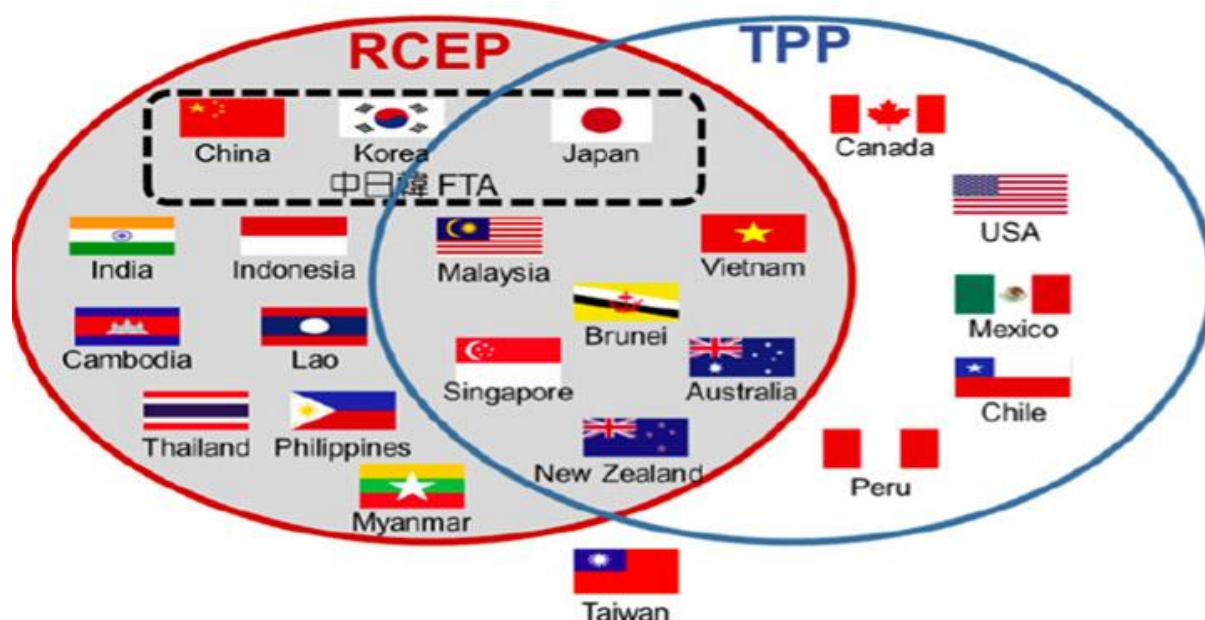 RCEP
TPP
China
Korea
Japan
中日韓 FTA
Canada
USA
India
Indonesia
Malaysia
Vietnam
Brunei
Mexico
Cambodia
Lao
Singapore
Australia
Chile
Thailand
Philippines
New Zealand
Peru
Myanmar
Taiwan